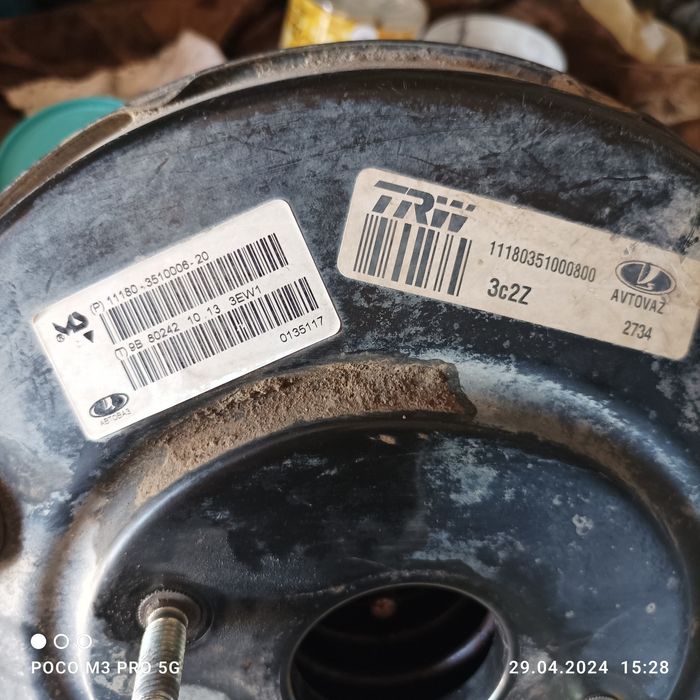 (P) 11180-3510006-20
(T) 9B 80242 10 13 3EW1
0135117
АВТОВАЗ
TRW
11180351000800
3c2Z
AVTOVAZ
2734
POCO M3 PRO 5G
29.04.2024 15:28